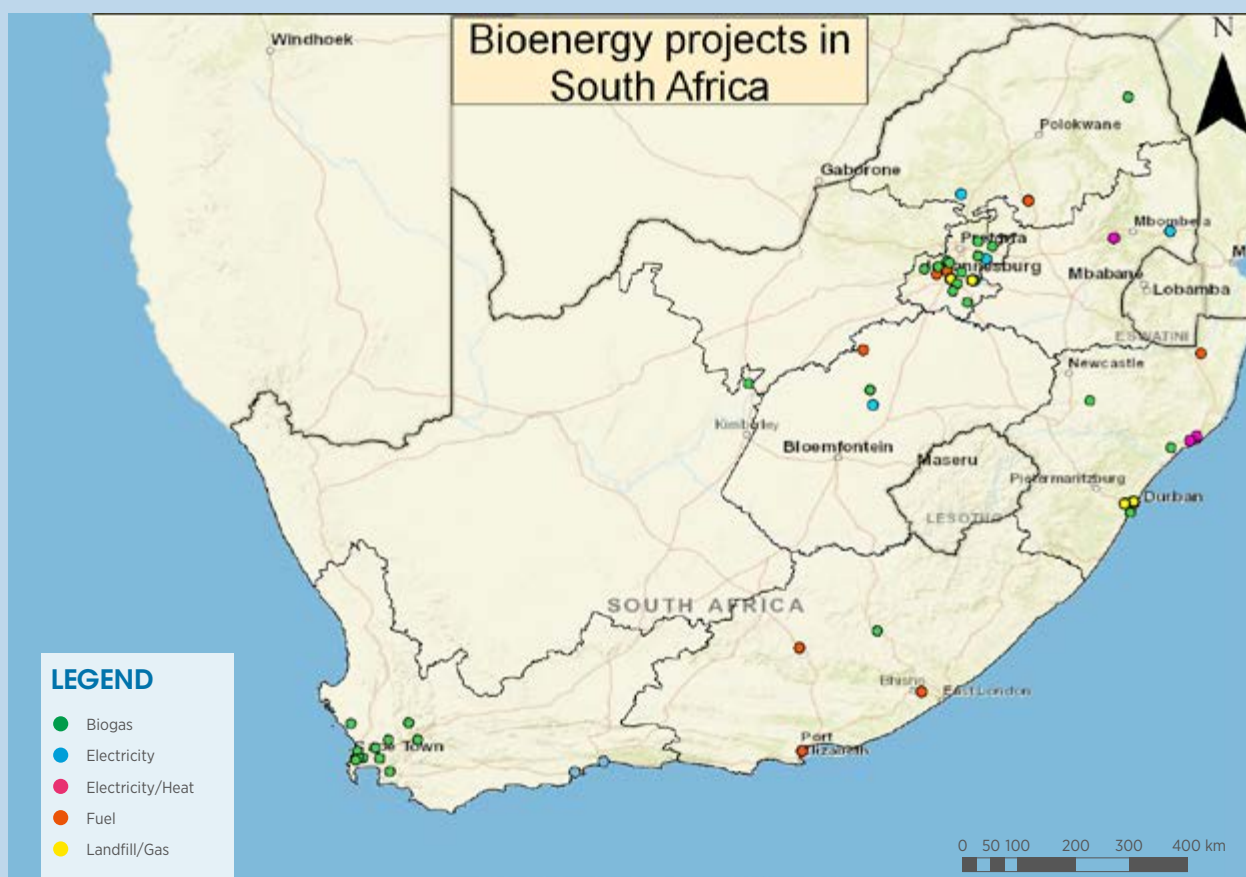 Bioenergy projects in
South Africa
N
Windhoek
Polokwane
Gaborone
Mbombela
Pretoria
Mbabane
Lobamba
ESWATINI
Newcastle
Kimberley
Bloemfontein
Maseru
Pietermaritzburg
Durban
LESOTHO
SOUTH AFRICA
Bhisho
East London
Port
Elizabeth
Cape Town
LEGEND
Biogas
Electricity
Electricity/Heat
Fuel
Landfill/Gas
0 50 100 200 300 400 km